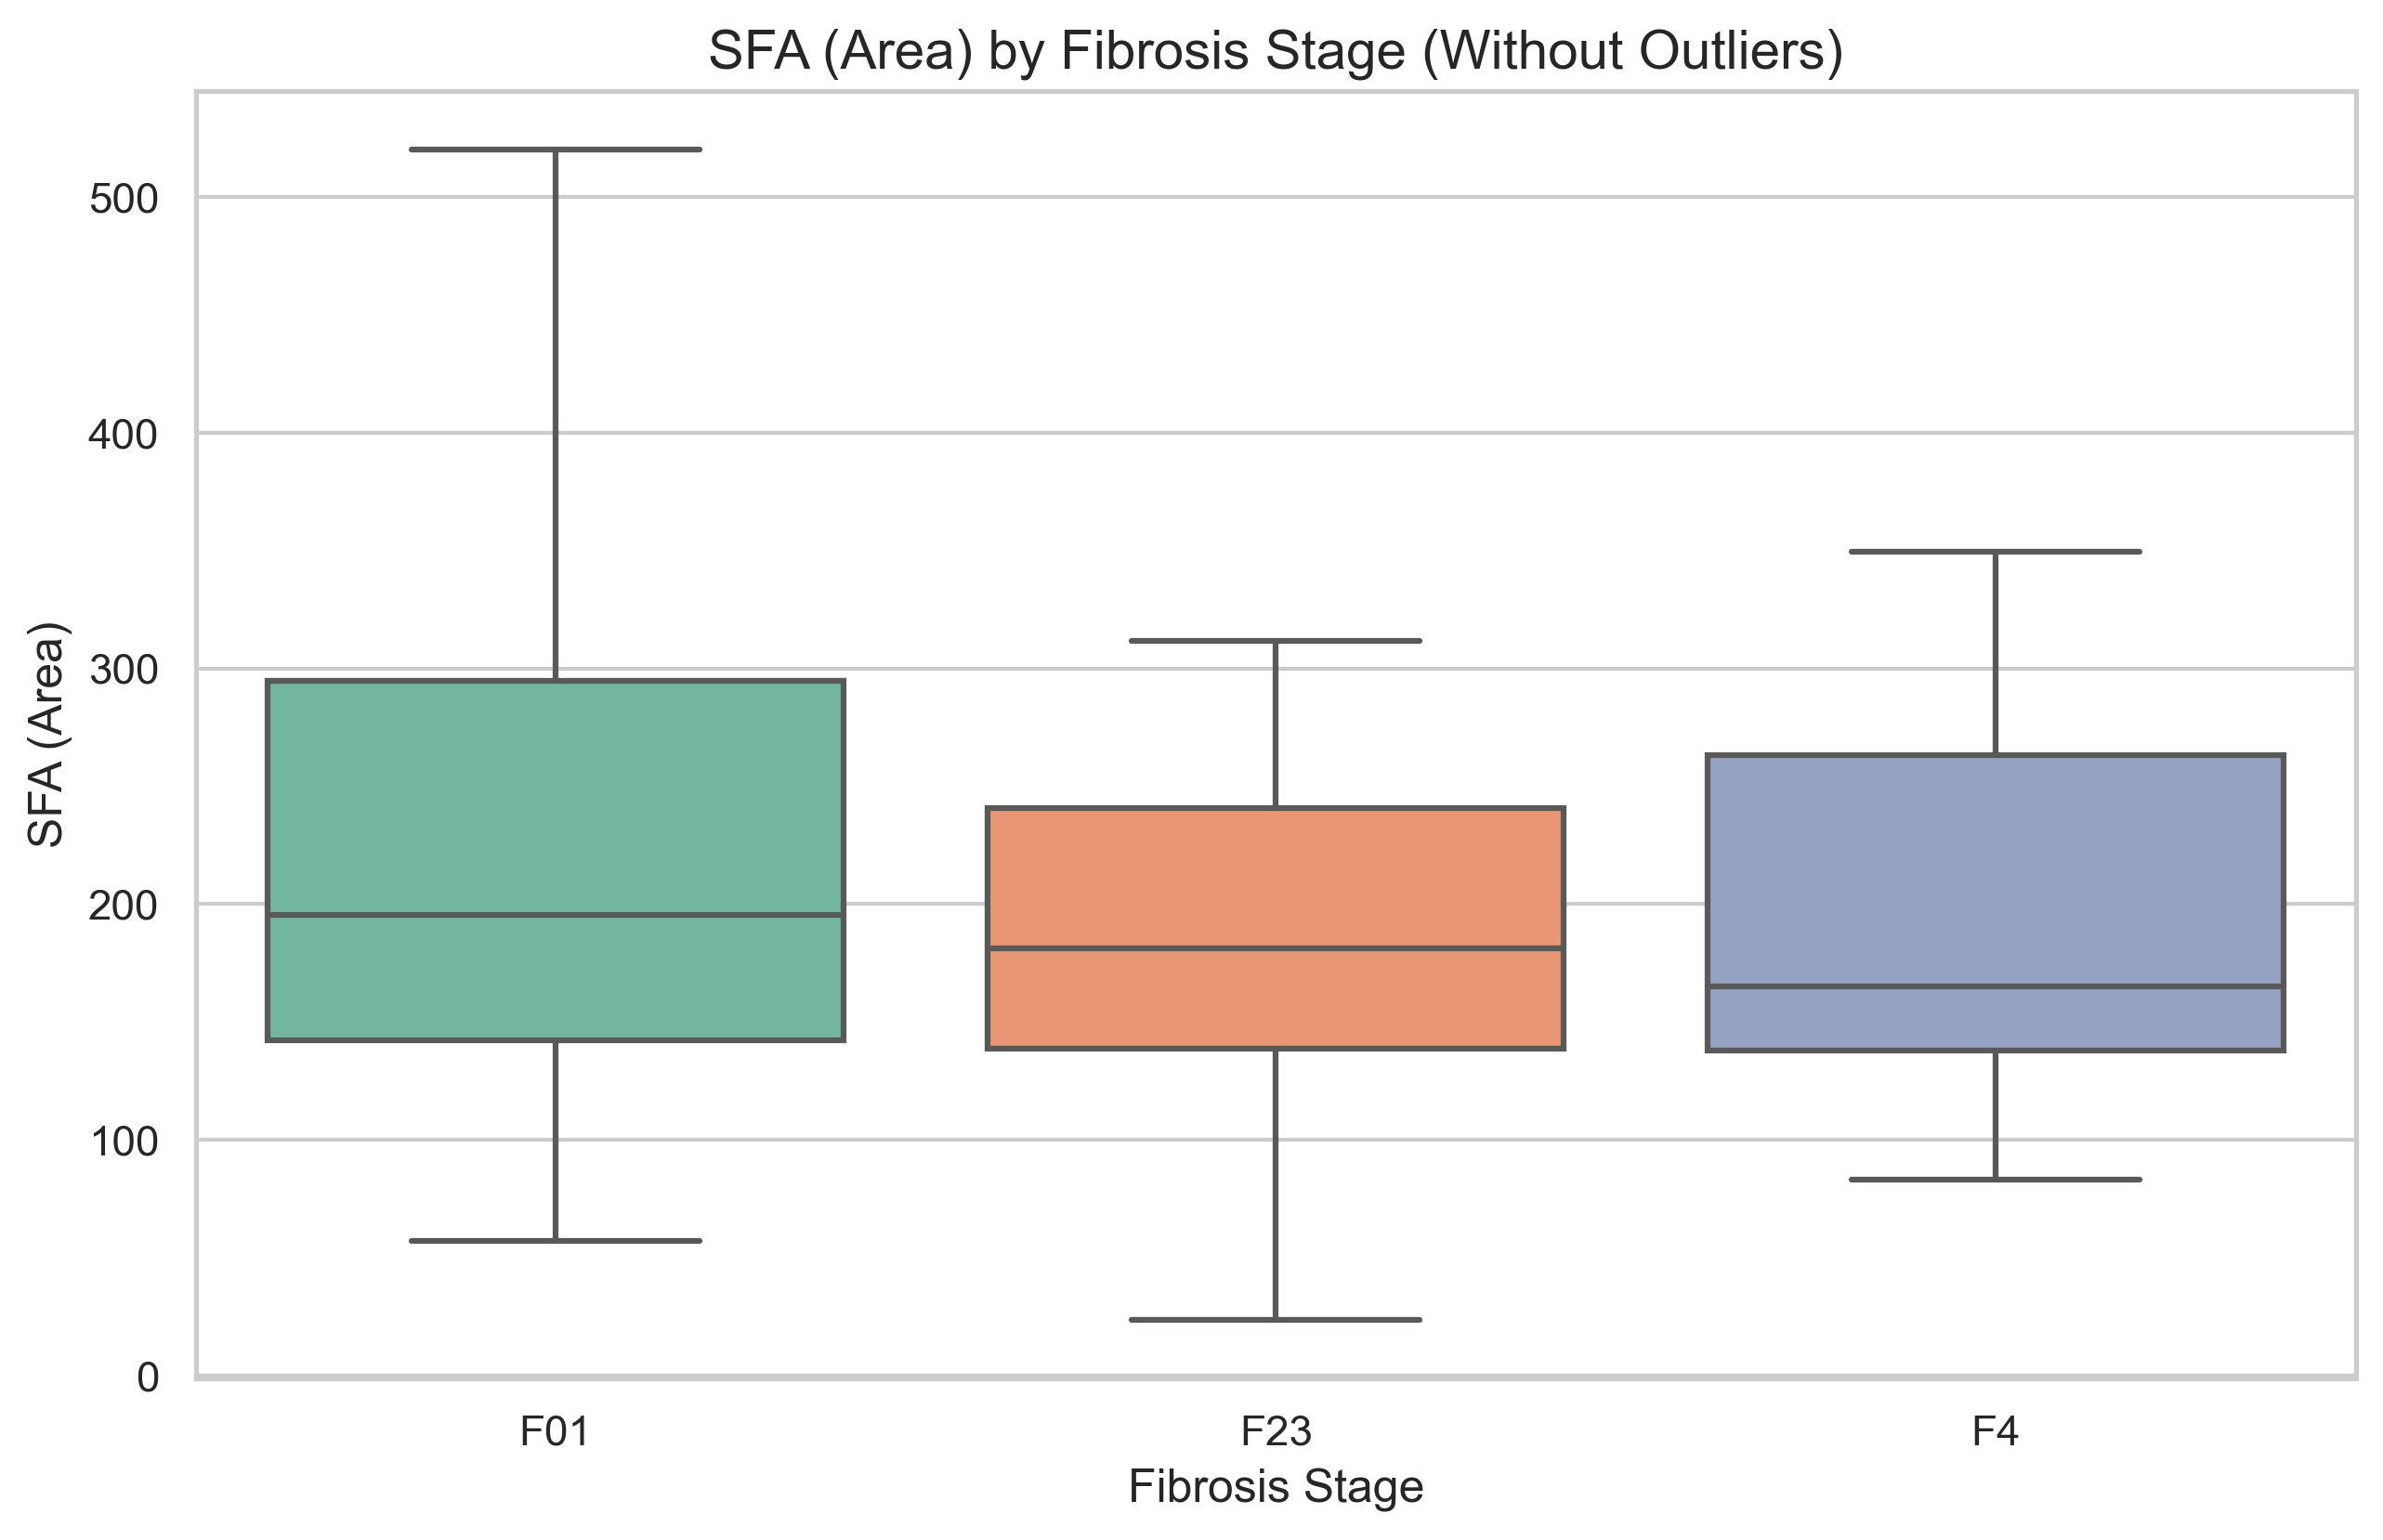 SFA (Area) by Fibrosis Stage (Without Outliers)
SFA (Area)
500
400
300
200
100
0
F01
F23
F4
Fibrosis Stage